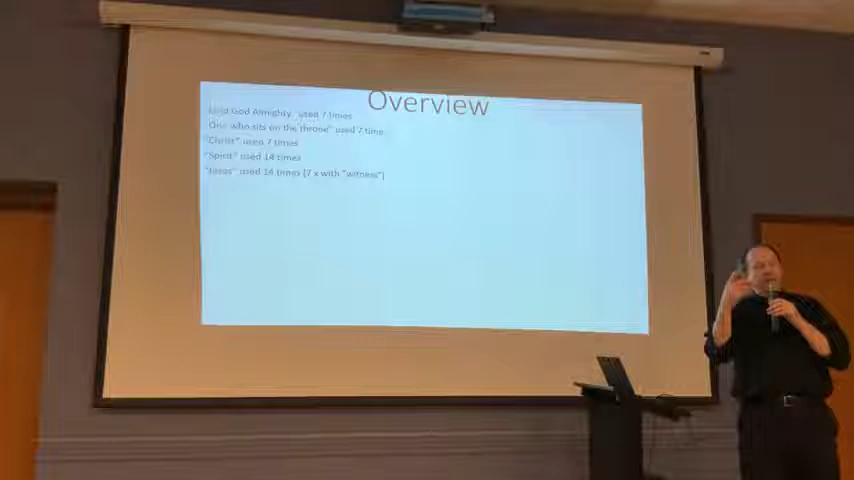 Overview
Lord God Almighty" used 7 times
One who sits on the throne" used 7 time
"Christ" used 7 times
"Spirit" used 14 times
"Jesus" used 14 times (7 x with "witness")